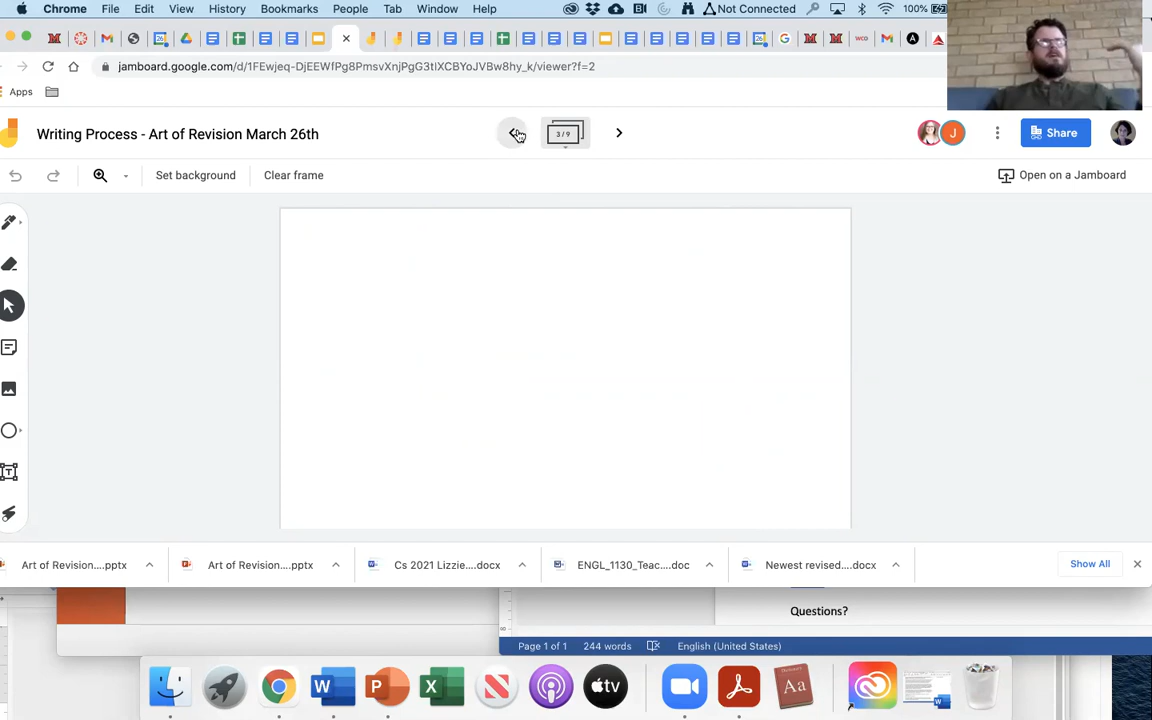 Chrome File Edit View History Bookmarks People Tab Window Help Not Connected 100%
jamboard.google.com/d/1FEwjeq-DjEEWfPg8PmsvXnjPgG3tIXCBYoJVBw8hy_k/viewer?f=2
Apps
Writing Process - Art of Revision March 26th
3 / 9
J
Share
Set background
Clear frame
Open on a Jamboard
Art of Revision....pptx
Art of Revision....pptx
Cs 2021 Lizzie....docx
ENGL_1130_Teac....doc
Newest revised....docx
Show All
Questions?
Page 1 of 1
244 words
English (United States)
W
P
X
tv
Aa